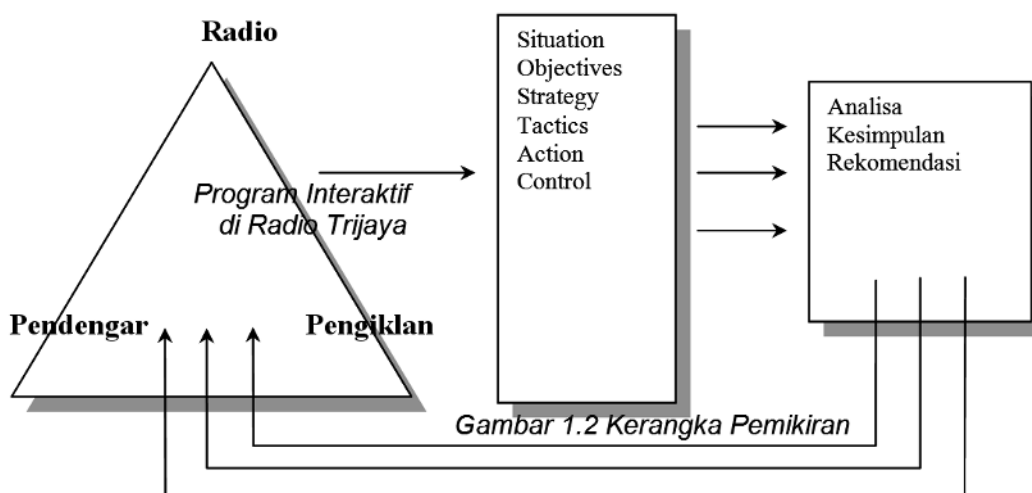 Radio
Program Interaktif
di Radio Trijaya
Pendengar
Pengiklan
Situation
Objectives
Strategy
Tactics
Action
Control
Analisa
Kesimpulan
Rekomendasi
Gambar 1.2 Kerangka Pemikiran